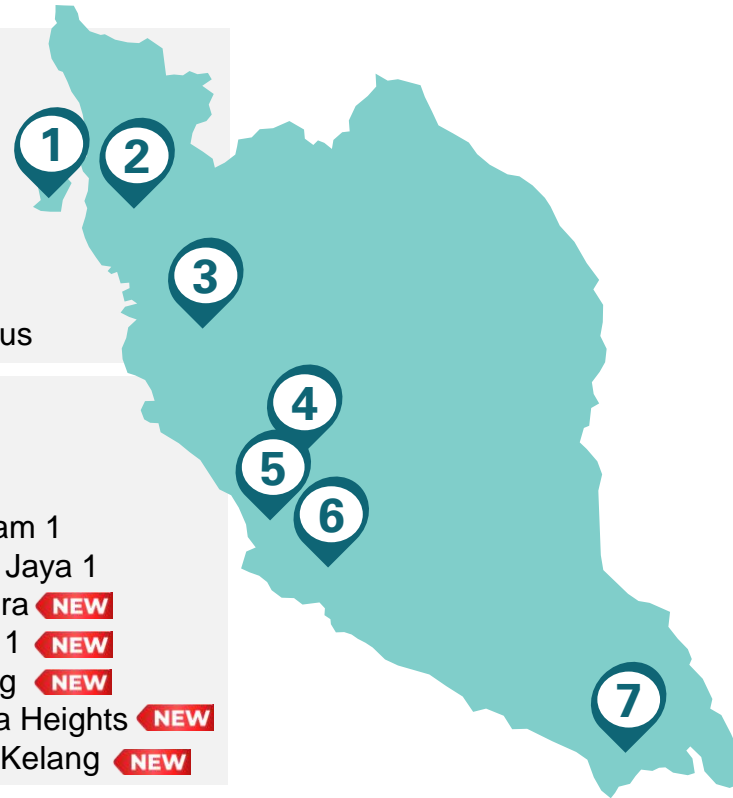 1
2
3
us
4
5
6
am 1
Jaya 1
ra NEW
1 NEW
g NEW
a Heights NEW
Kelang NEW
7